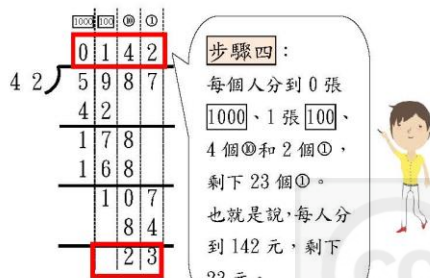 1000 100 ⑩ ①
0 1 4 2
4 2 5 9 8 7
4 2
1 7 8
1 6 8
1 0 7
8 4
2 3
步驟四：
每個人分到 0 張
1000、1 張 100、
4 個⑩和 2 個①，
剩下 23 個①。
也就是說，每人分
到 142 元，剩下
23 元。